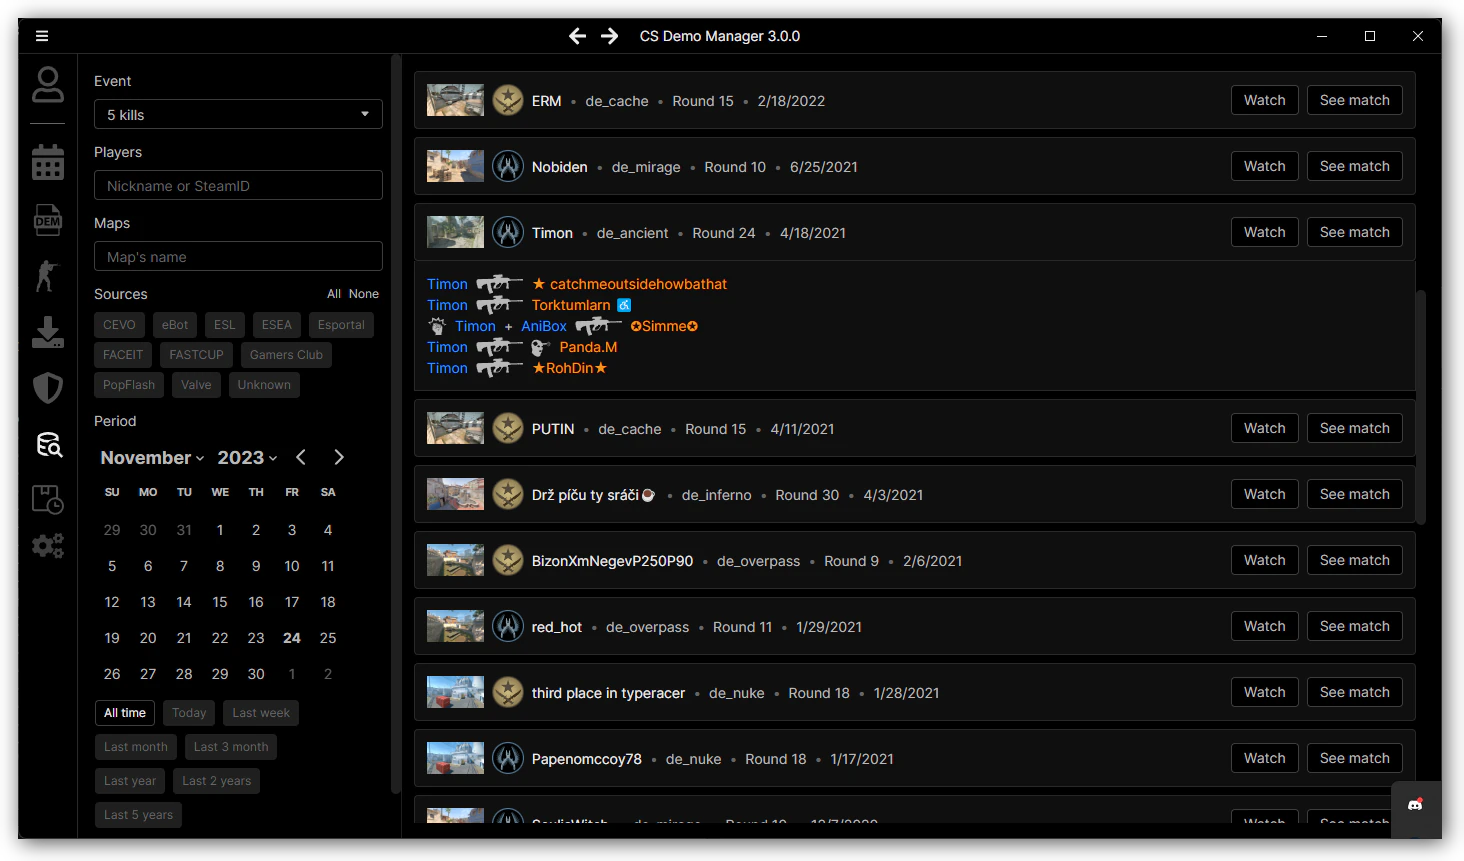 CS Demo Manager 3.0.0
DEM
Event
5 kills
Players
Nickname or SteamID
Maps
Map's name
Sources All None
CEVO eBot ESL ESEA Esportal
FACEIT FASTCUP Gamers Club
PopFlash Valve Unknown
Period
November 2023
SU MO TU WE TH FR SA
29 30 31 1 2 3 4
5 6 7 8 9 10 11
12 13 14 15 16 17 18
19 20 21 22 23 24 25
26 27 28 29 30 1 2
All time Today Last week
Last month Last 3 month
Last year Last 2 years
Last 5 years
ERM • de_cache • Round 15 • 2/18/2022 Watch See match
Nobiden • de_mirage • Round 10 • 6/25/2021 Watch See match
Timon • de_ancient • Round 24 • 4/18/2021 Watch See match
Timon ★ catchmeoutsidehowbathat
Timon Torktumlarn ♿
Timon + AniBox ✪Simme✪
Timon Panda.M
Timon ★RohDin★
PUTIN • de_cache • Round 15 • 4/11/2021 Watch See match
Drž píču ty sráči☕ • de_inferno • Round 30 • 4/3/2021 Watch See match
BizonXmNegevP250P90 • de_overpass • Round 9 • 2/6/2021 Watch See match
red_hot • de_overpass • Round 11 • 1/29/2021 Watch See match
third place in typeracer • de_nuke • Round 18 • 1/28/2021 Watch See match
Papenomccoy78 • de_nuke • Round 18 • 1/17/2021 Watch See match
de_mirage • Round Watch See match